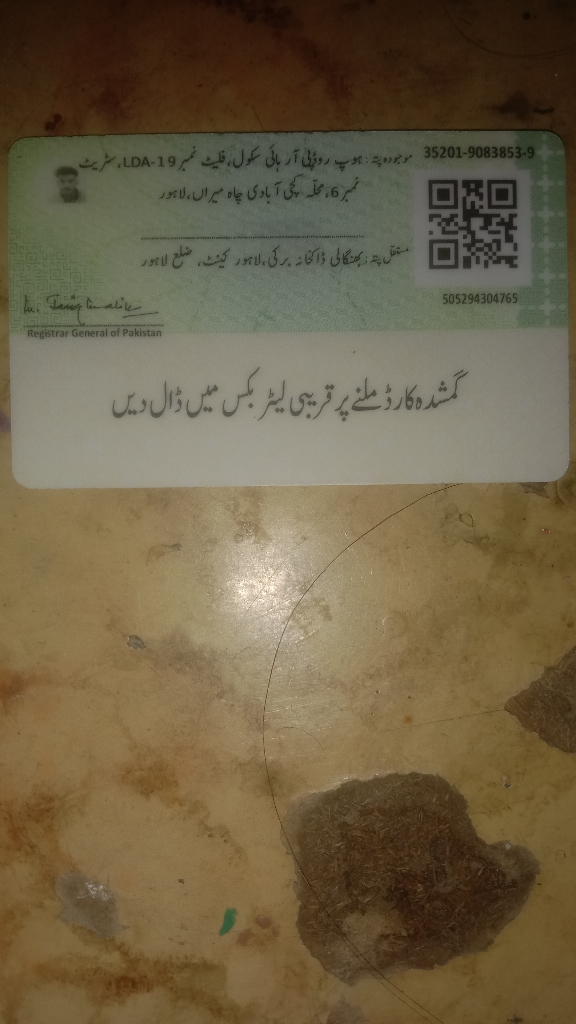 35201-9083853-9
موجودہ پتہ: ہوپ روڈ پی آر ہائی سکول، فلیٹ نمبر LDA-19، سٹریٹ
نمبر 6، محلہ کچی آبادی چاہ میراں، لاہور
مستقل پتہ: بھنگالی ڈاکخانہ برکی، لاہور کینٹ، ضلع لاہور
505294304765
Registrar General of Pakistan
گمشدہ کارڈ ملنے پر قریبی لیٹر بکس میں ڈال دیں